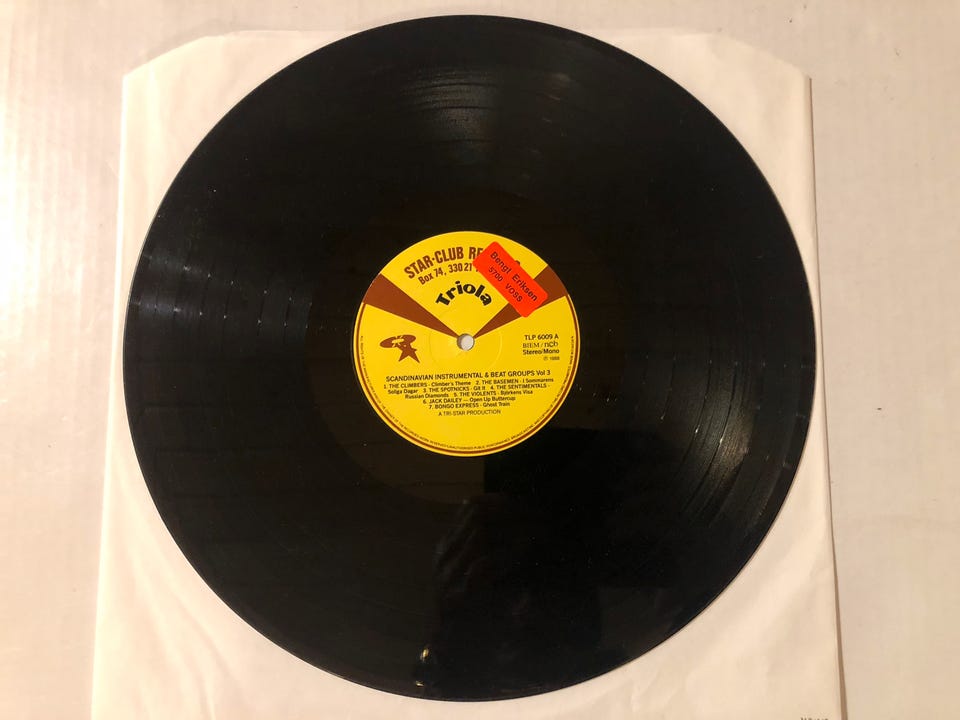 STAR-CLUB RE
Box 74, 330 27
Bengt Eriksen
5700 VOSS
Triola
TLP 6009 A
BIEM/ncb
Stereo/Mono
℗ 1988
SCANDINAVIAN INSTRUMENTAL & BEAT GROUPS Vol 3
1. THE CLIMBERS - Climber's Theme 2. THE BASEMEN - I Sommarens
Soliga Dagar 3. THE SPOTNICKS - Git It 4. THE SENTIMENTALS -
Russian Diamonds 5. THE VIOLENTS - Björkens Visa
6. JACK DAILEY — Open Up Buttercup
7. BONGO EXPRESS - Ghost Train
A TRI-STAR PRODUCTION